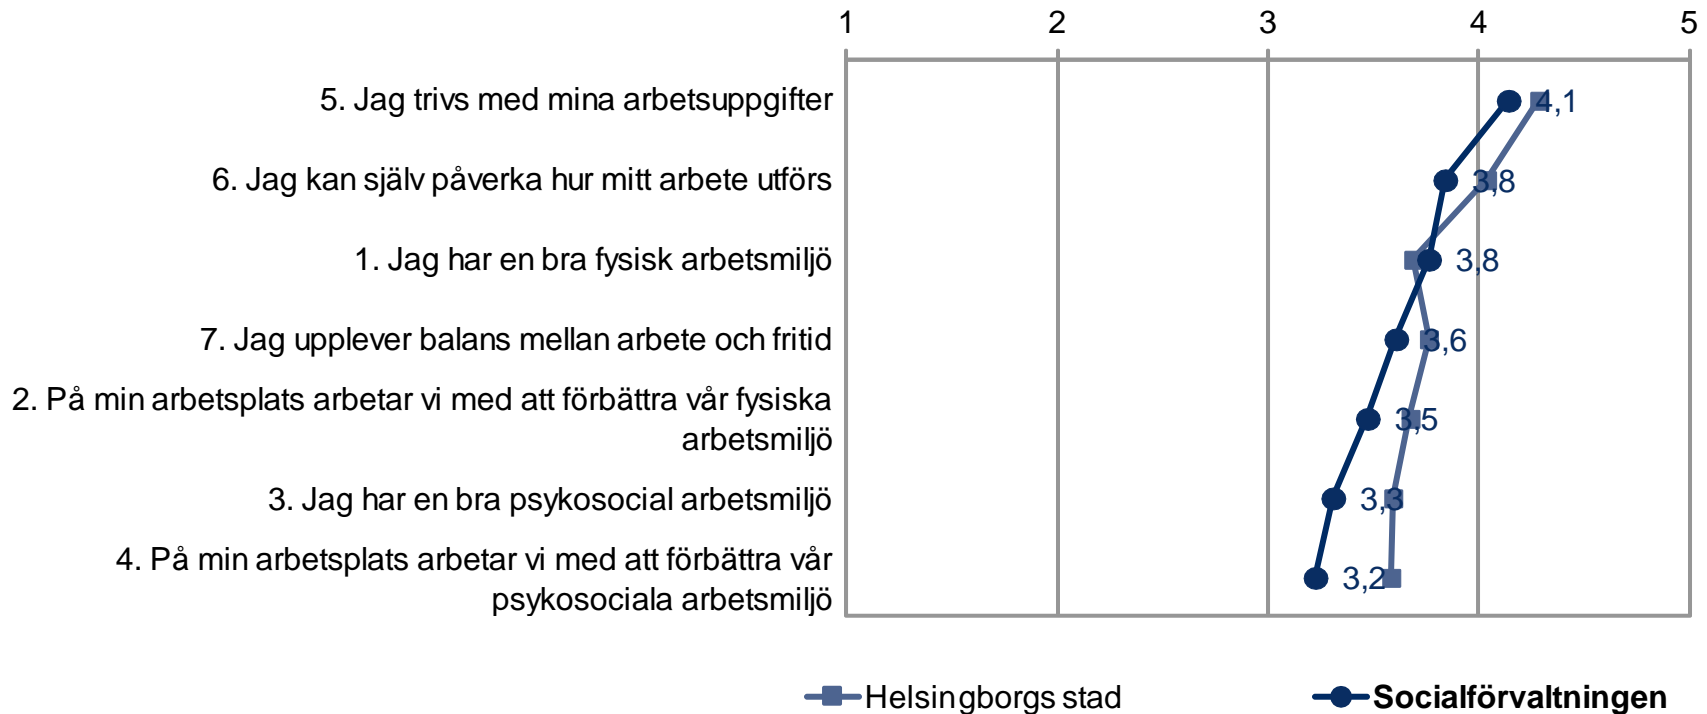 1 2 3 4 5
5. Jag trivs med mina arbetsuppgifter 4,1
6. Jag kan själv påverka hur mitt arbete utförs 3,8
1. Jag har en bra fysisk arbetsmiljö 3,8
7. Jag upplever balans mellan arbete och fritid 3,6
2. På min arbetsplats arbetar vi med att förbättra vår fysiska
arbetsmiljö 3,5
3. Jag har en bra psykosocial arbetsmiljö 3,3
4. På min arbetsplats arbetar vi med att förbättra vår
psykosociala arbetsmiljö 3,2
Helsingborgs stad Socialförvaltningen